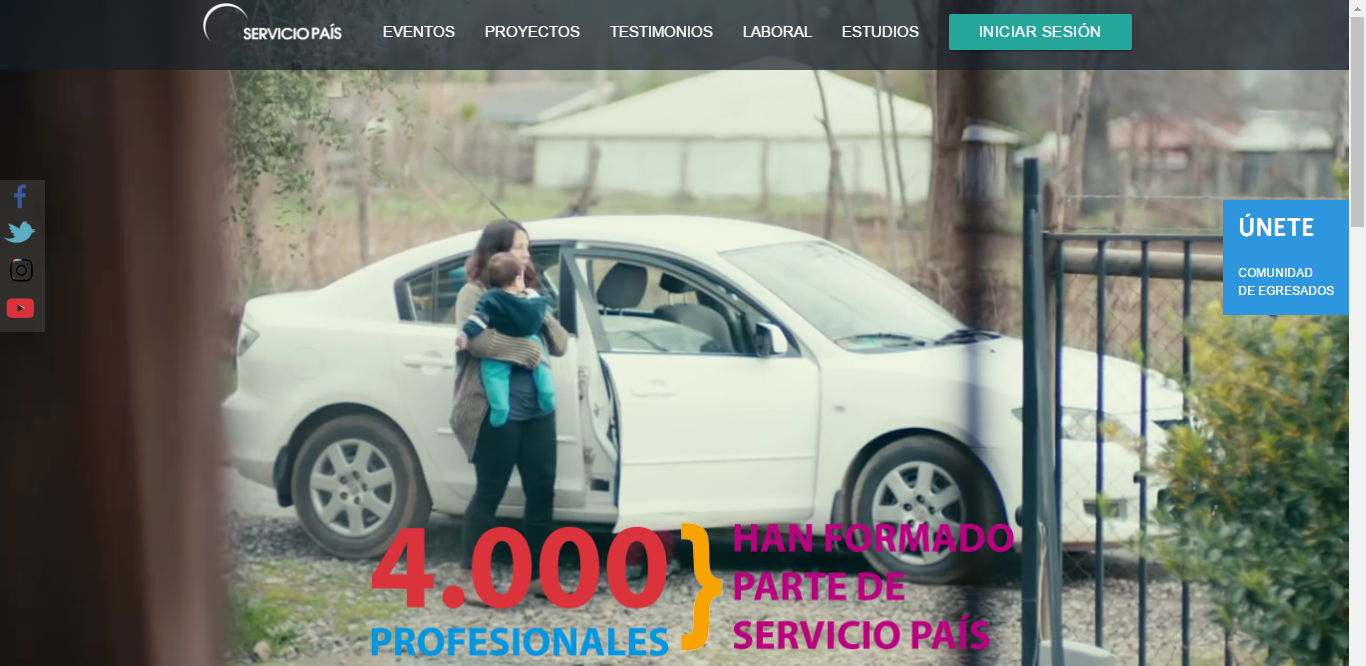 SERVICIO PAÍS
EVENTOS
PROYECTOS
TESTIMONIOS
LABORAL
ESTUDIOS
INICIAR SESIÓN
ÚNETE
COMUNIDAD
DE EGRESADOS
4.000
PROFESIONALES
}
HAN FORMADO
PARTE DE
SERVICIO PAÍS